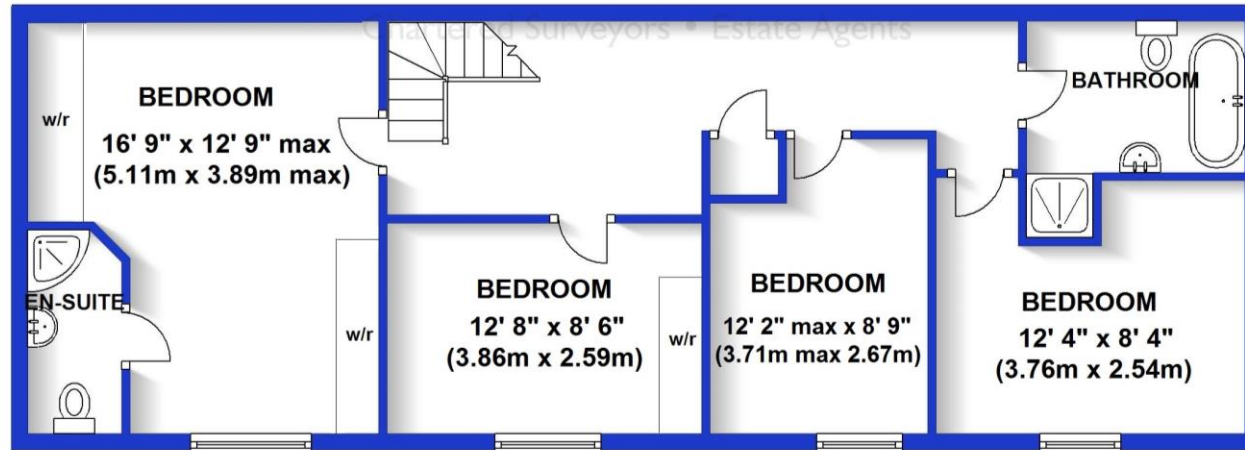 Chartered Surveyors • Estate Agents
BEDROOM
16' 9" x 12' 9" max
(5.11m x 3.89m max)
w/r
w/r
EN-SUITE
BEDROOM
12' 8" x 8' 6"
(3.86m x 2.59m)
w/r
BEDROOM
12' 2" max x 8' 9"
(3.71m max 2.67m)
BATHROOM
BEDROOM
12' 4" x 8' 4"
(3.76m x 2.54m)